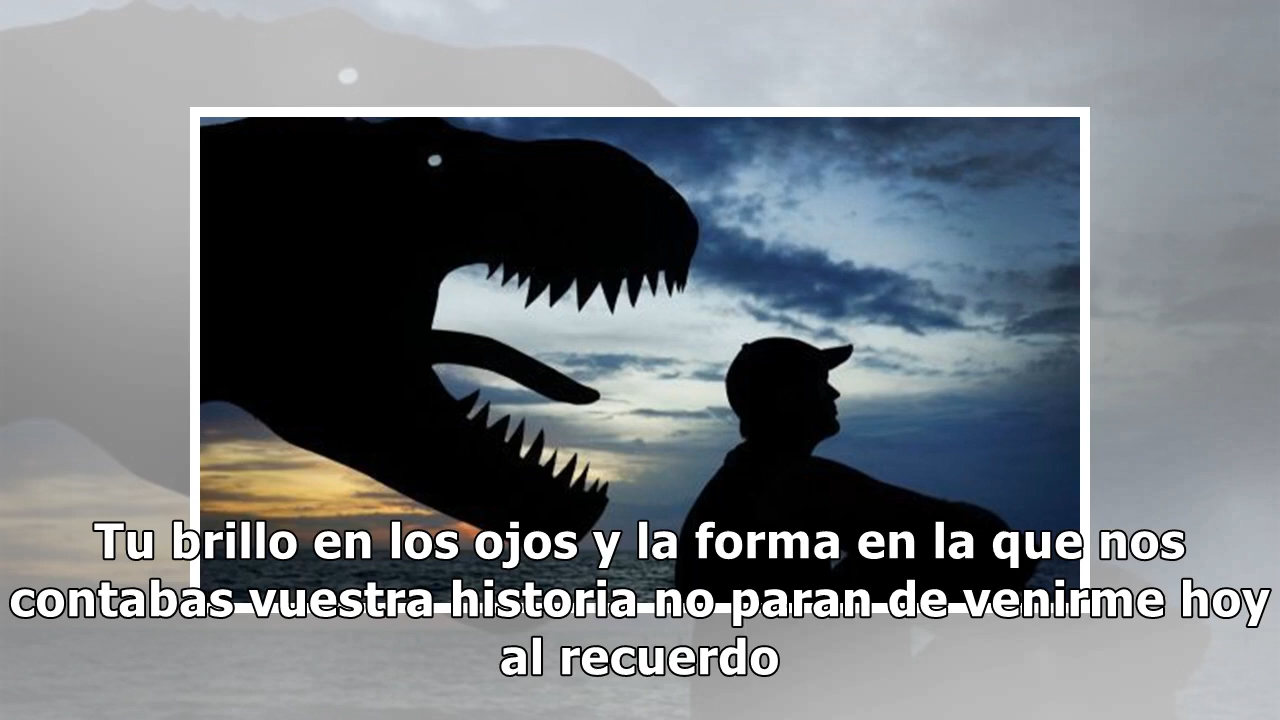 Tu brillo en los ojos y la forma en la que nos
contabas vuestra historia no paran de venirme hoy
al recuerdo